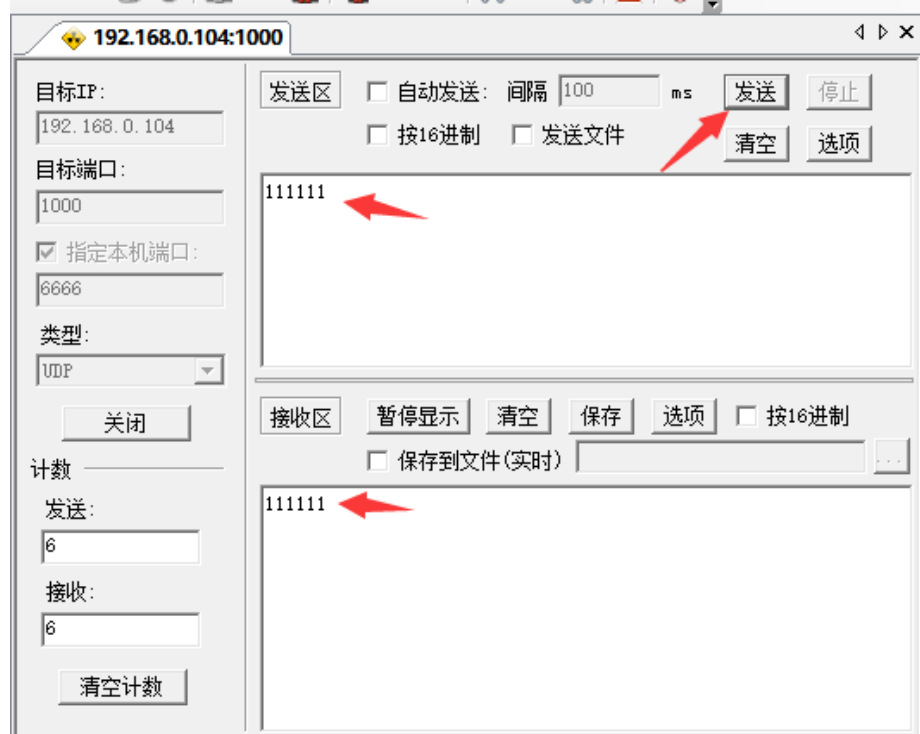 192.168.0.104:1000
目标IP:
192.168.0.104
目标端口:
1000
指定本机端口:
6666
类型:
UDP
关闭
计数
发送:
6
接收:
6
清空计数
发送区 自动发送: 间隔 100 ms 发送 停止
按16进制 发送文件 清空 选项
111111
接收区 暂停显示 清空 保存 选项 按16进制
保存到文件(实时) ...
111111